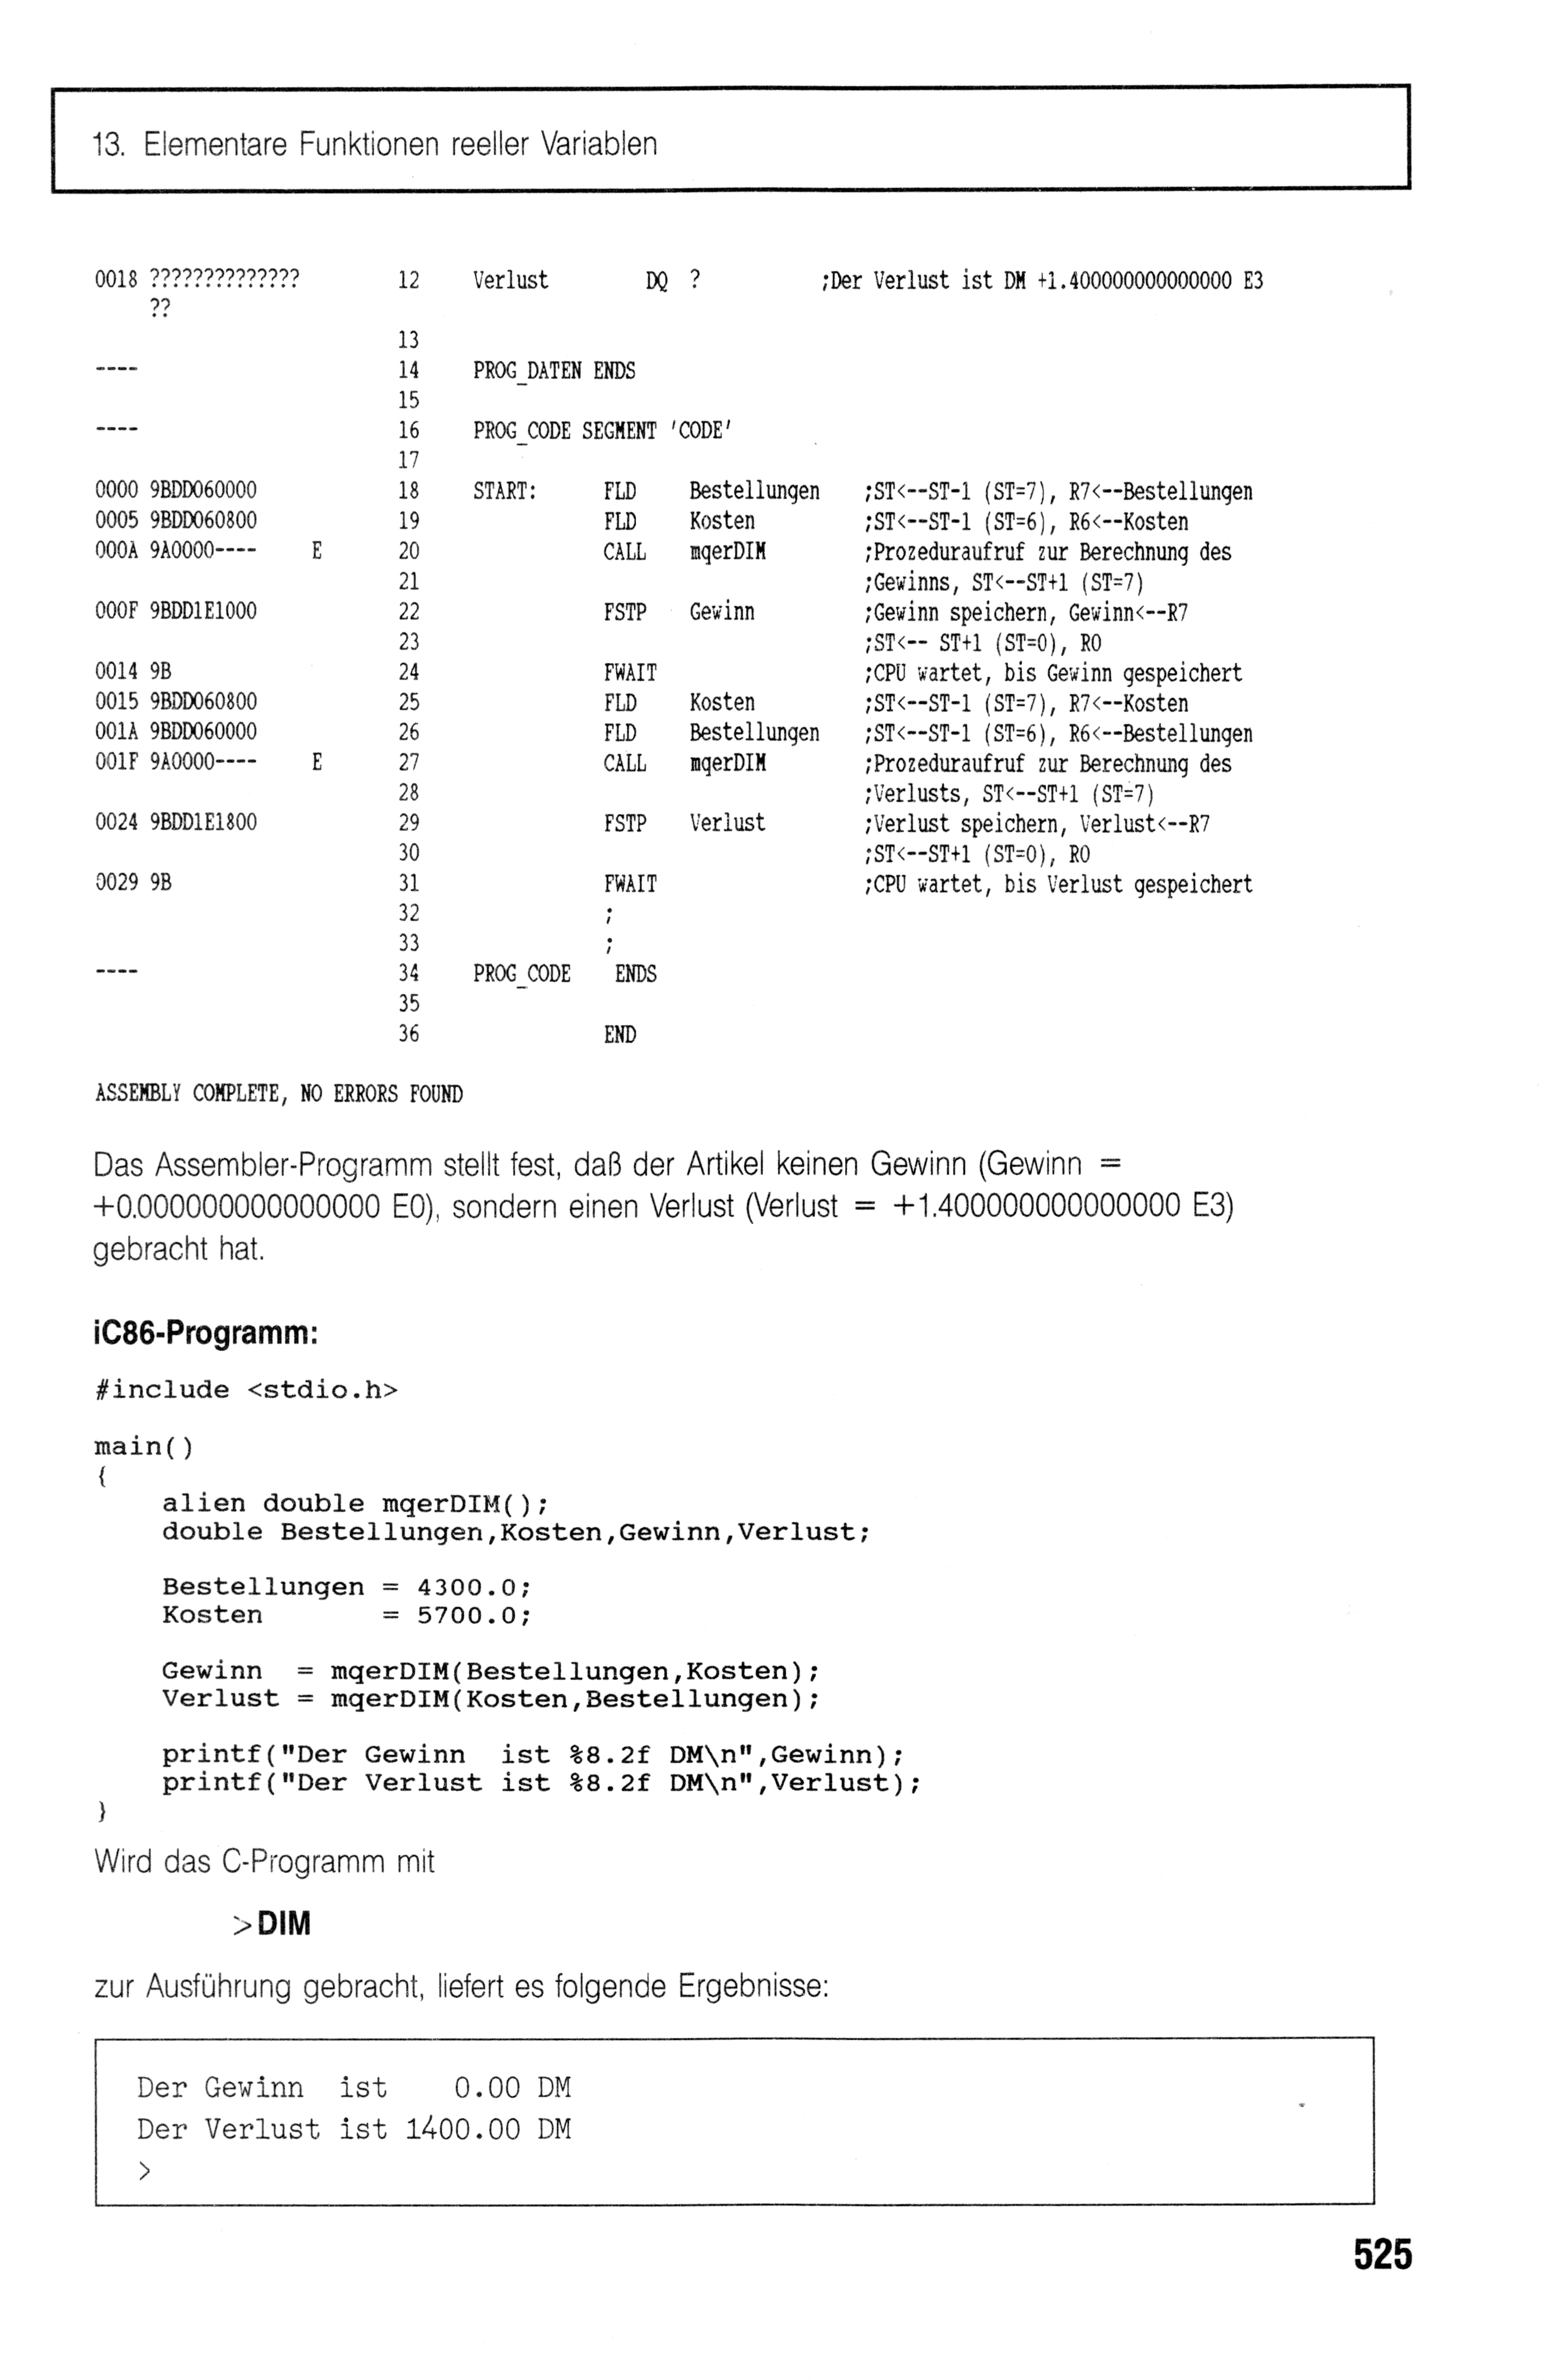 13. Elementare Funktionen reeller Variablen
0018 ??????????????        12     Verlust         DQ  ?           ;Der Verlust ist DM +1.400000000000000 E3
     ??
                           13
----                       14     PROG_DATEN ENDS
                           15
----                       16     PROG_CODE SEGMENT 'CODE'
                           17
0000 9BDD060000            18     START:      FLD     Bestellungen    ;ST<--ST-1 (ST=7), R7<--Bestellungen
0005 9BDD060800            19                 FLD     Kosten          ;ST<--ST-1 (ST=6), R6<--Kosten
000A 9A0000----     E      20                 CALL    mqerDIM         ;Prozeduraufruf zur Berechnung des
                           21                                         ;Gewinns, ST<--ST+1 (ST=7)
000F 9BDD1E1000            22                 FSTP    Gewinn          ;Gewinn speichern, Gewinn<--R7
                           23                                         ;ST<-- ST+1 (ST=0), R0
0014 9B                    24                 FWAIT                   ;CPU wartet, bis Gewinn gespeichert
0015 9BDD060800            25                 FLD     Kosten          ;ST<--ST-1 (ST=7), R7<--Kosten
001A 9BDD060000            26                 FLD     Bestellungen    ;ST<--ST-1 (ST=6), R6<--Bestellungen
001F 9A0000----     E      27                 CALL    mqerDIM         ;Prozeduraufruf zur Berechnung des
                           28                                         ;Verlusts, ST<--ST+1 (ST=7)
0024 9BDD1E1800            29                 FSTP    Verlust         ;Verlust speichern, Verlust<--R7
                           30                                         ;ST<--ST+1 (ST=0), R0
0029 9B                    31                 FWAIT                   ;CPU wartet, bis Verlust gespeichert
                           32                 ;
                           33                 ;
----                       34     PROG_CODE    ENDS
                           35
                           36                 END
ASSEMBLY COMPLETE, NO ERRORS FOUND
Das Assembler-Programm stellt fest, daß der Artikel keinen Gewinn (Gewinn =
+0.000000000000000 E0), sondern einen Verlust (Verlust = +1.400000000000000 E3)
gebracht hat.
iC86-Programm:
#include <stdio.h>
main()
{
    alien double mqerDIM();
    double Bestellungen,Kosten,Gewinn,Verlust;
    Bestellungen = 4300.0;
    Kosten       = 5700.0;
    Gewinn  = mqerDIM(Bestellungen,Kosten);
    Verlust = mqerDIM(Kosten,Bestellungen);
    printf("Der Gewinn  ist %8.2f DM\n",Gewinn);
    printf("Der Verlust ist %8.2f DM\n",Verlust);
}
Wird das C-Programm mit
>DIM
zur Ausführung gebracht, liefert es folgende Ergebnisse:
Der Gewinn  ist    0.00 DM
Der Verlust ist 1400.00 DM
>
525